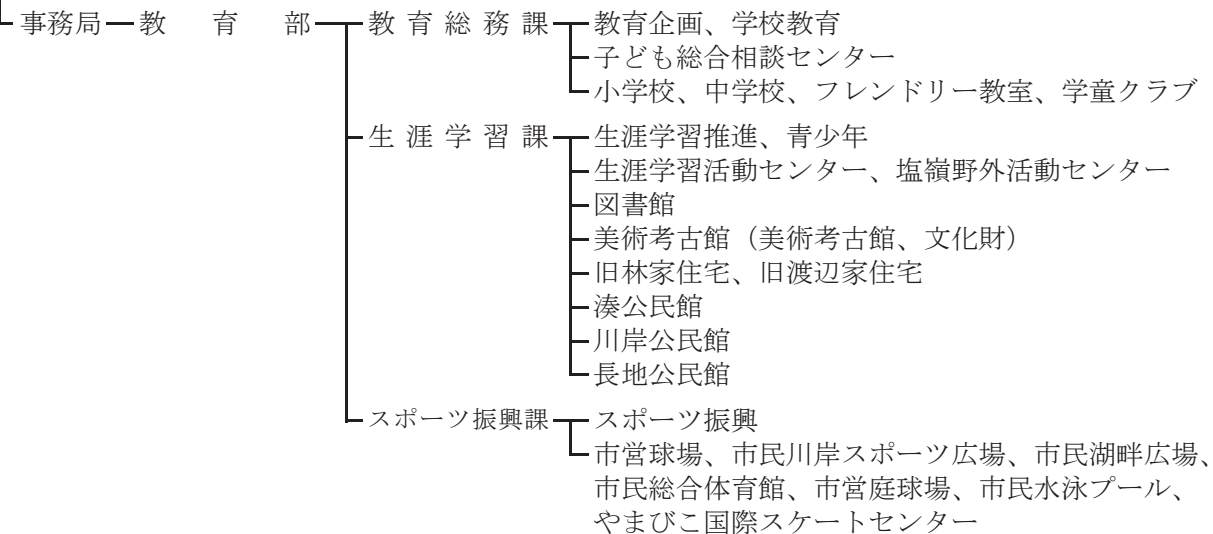 事務局 教育部 教育総務課 教育企画、学校教育
子ども総合相談センター
小学校、中学校、フレンドリー教室、学童クラブ
生涯学習課 生涯学習推進、青少年
生涯学習活動センター、塩嶺野外活動センター
図書館
美術考古館（美術考古館、文化財）
旧林家住宅、旧渡辺家住宅
湊公民館
川岸公民館
長地公民館
スポーツ振興課 スポーツ振興
市営球場、市民川岸スポーツ広場、市民湖畔広場、
市民総合体育館、市営庭球場、市民水泳プール、
やまびこ国際スケートセンター